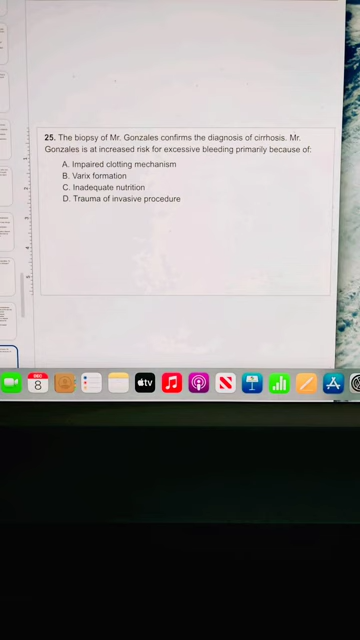 25. The biopsy of Mr. Gonzales confirms the diagnosis of cirrhosis. Mr.
Gonzales is at increased risk for excessive bleeding primarily because of:
A. Impaired clotting mechanism
B. Varix formation
C. Inadequate nutrition
D. Trauma of invasive procedure
DEC
8
tv